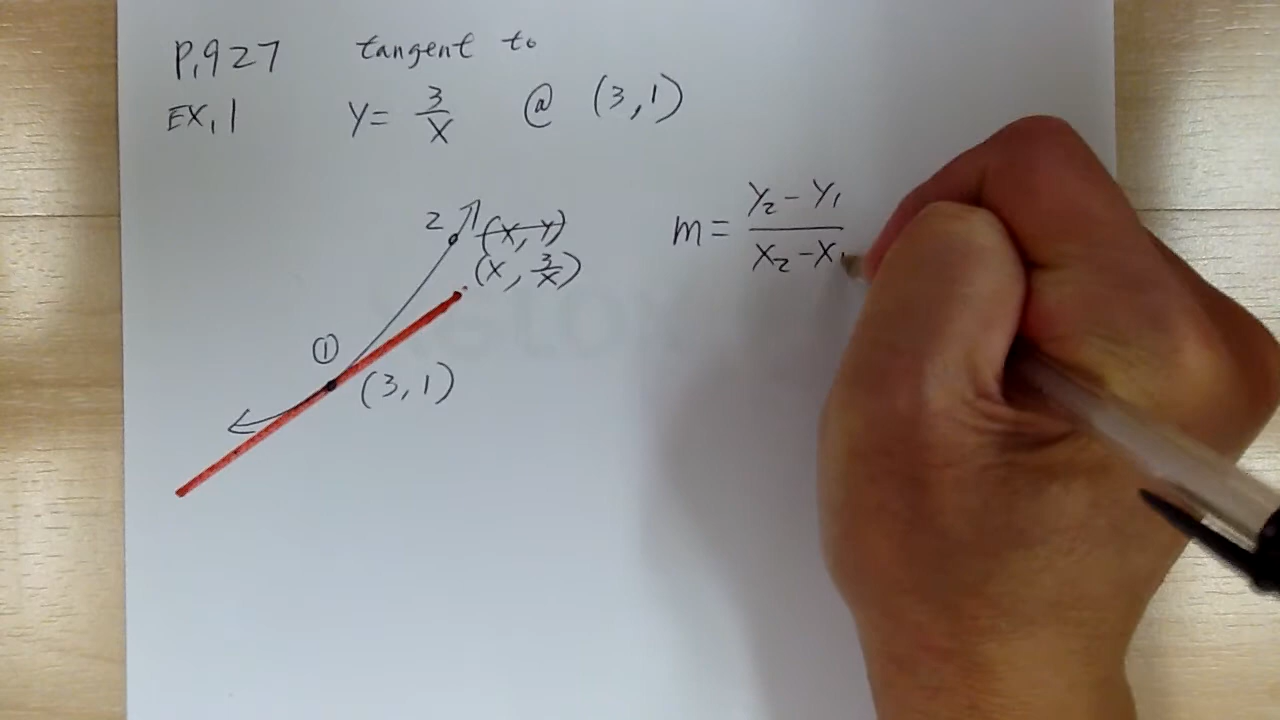 P.927 tangent to
EX.1 y = 3/x @ (3,1)
2 (x,y)
(x, 3/x)
① (3,1)
m = y₂-y₁ / x₂-x₁